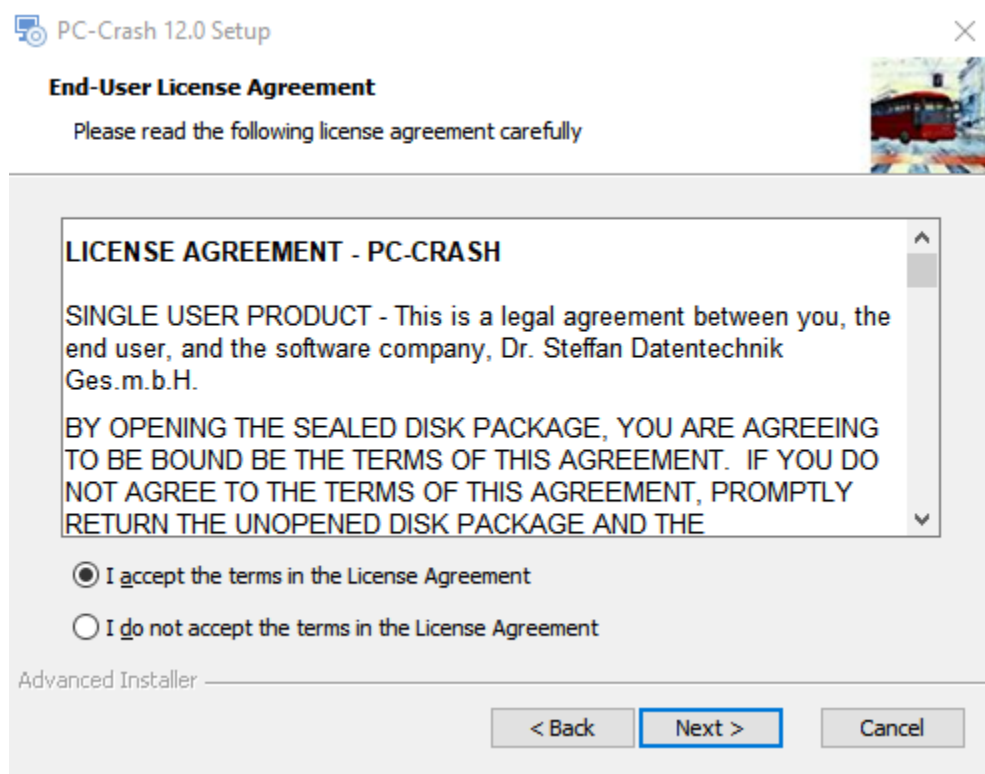 PC-Crash 12.0 Setup
End-User License Agreement
Please read the following license agreement carefully
LICENSE AGREEMENT - PC-CRASH
SINGLE USER PRODUCT - This is a legal agreement between you, the
end user, and the software company, Dr. Steffan Datentechnik
Ges.m.b.H.
BY OPENING THE SEALED DISK PACKAGE, YOU ARE AGREEING
TO BE BOUND BE THE TERMS OF THIS AGREEMENT.  IF YOU DO
NOT AGREE TO THE TERMS OF THIS AGREEMENT, PROMPTLY
RETURN THE UNOPENED DISK PACKAGE AND THE
I accept the terms in the License Agreement
I do not accept the terms in the License Agreement
Advanced Installer
< Back
Next >
Cancel